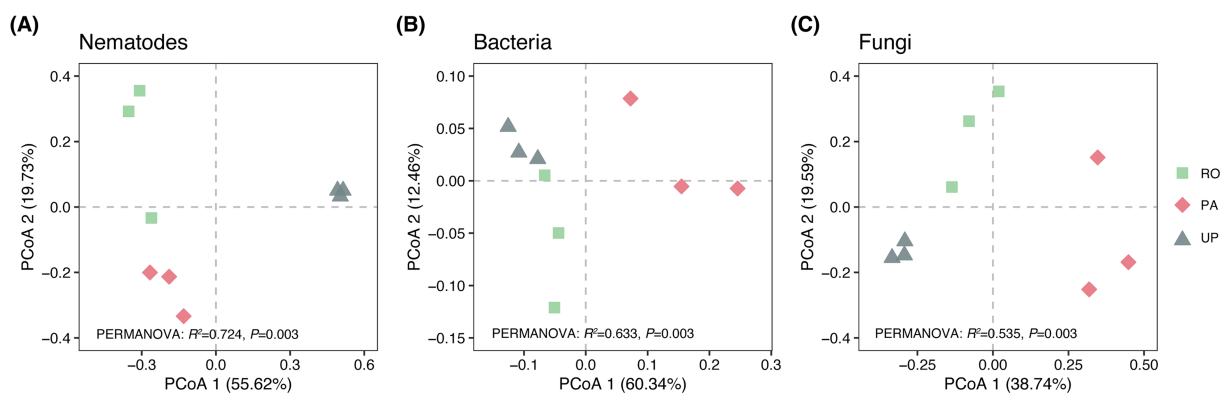 (A)
Nematodes
0.4
0.2
0.0
−0.2
−0.4
PCoA 2 (19.73%)
PERMANOVA: R²=0.724, P=0.003
−0.3
0.0
0.3
0.6
PCoA 1 (55.62%)
(B)
Bacteria
0.10
0.05
0.00
−0.05
−0.10
−0.15
PCoA 2 (12.46%)
PERMANOVA: R²=0.633, P=0.003
−0.1
0.0
0.1
0.2
0.3
PCoA 1 (60.34%)
(C)
Fungi
0.4
0.2
0.0
−0.2
−0.4
PCoA 2 (19.59%)
PERMANOVA: R²=0.535, P=0.003
−0.25
0.00
0.25
0.50
PCoA 1 (38.74%)
RO
PA
UP